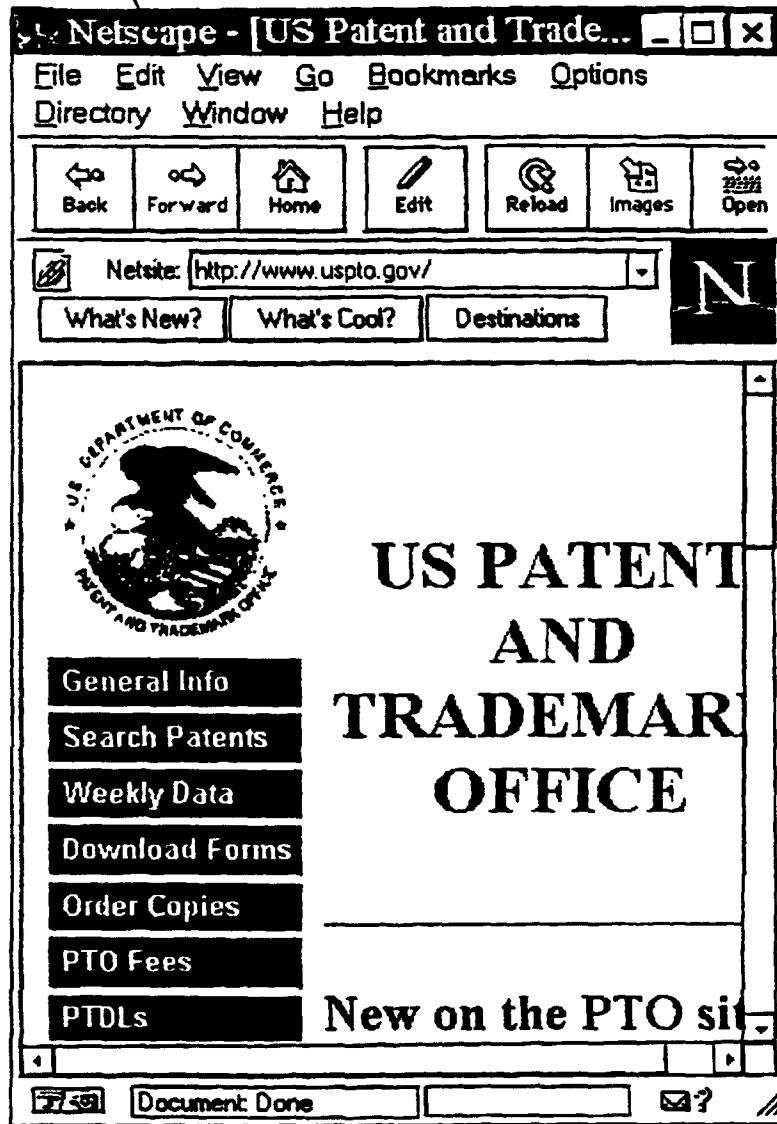 Netscape - [US Patent and Trade...
File Edit View Go Bookmarks Options
Directory Window Help
Back Forward Home Edit Reload Images Open
Netsite: http://www.uspto.gov/
N
What's New? What's Cool? Destinations
US DEPARTMENT OF COMMERCE
PATENT AND TRADEMARK OFFICE
US PATENT
AND
TRADEMAR
OFFICE
General Info
Search Patents
Weekly Data
Download Forms
Order Copies
PTO Fees
PTDLs
New on the PTO sit
Document: Done
?